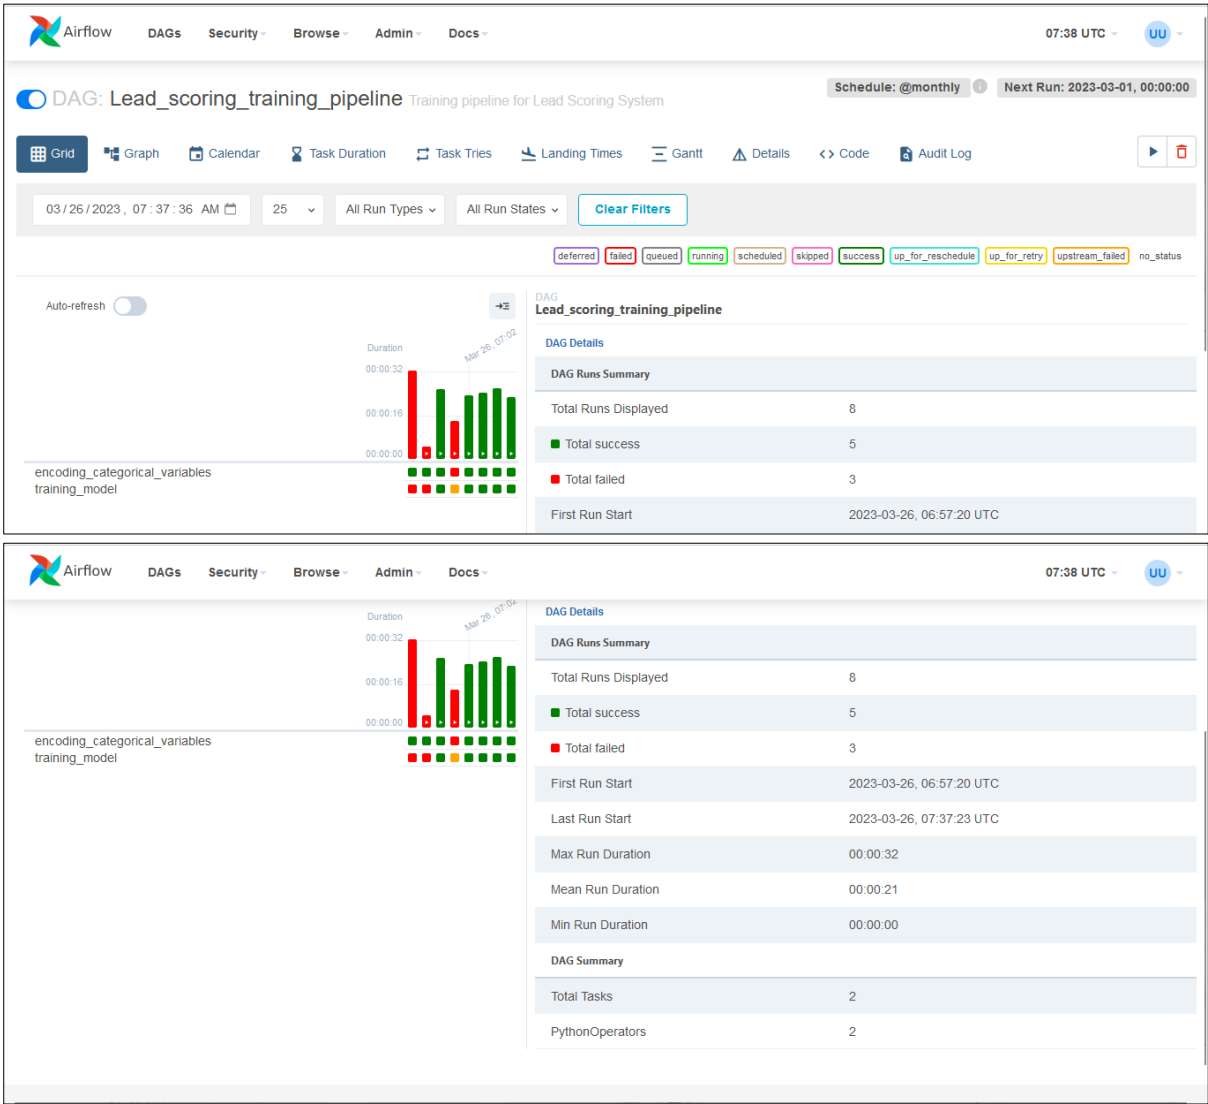 Airflow DAGs Security Browse Admin Docs 07:38 UTC UU
Schedule: @monthly i Next Run: 2023-03-01, 00:00:00
DAG: Lead_scoring_training_pipeline Training pipeline for Lead Scoring System
Grid Graph Calendar Task Duration Task Tries Landing Times Gantt Details Code Audit Log
03/26/2023, 07:37:36 AM 25 All Run Types All Run States Clear Filters
deferred failed queued running scheduled skipped success up_for_reschedule up_for_retry upstream_failed no_status
Auto-refresh
DAG
Lead_scoring_training_pipeline
DAG Details
DAG Runs Summary
Total Runs Displayed 8
Total success 5
Total failed 3
First Run Start 2023-03-26, 06:57:20 UTC
Duration
Mar 26, 07:02
00:00:32
00:00:16
00:00:00
encoding_categorical_variables
training_model
Airflow DAGs Security Browse Admin Docs 07:38 UTC UU
Duration
Mar 26, 07:02
00:00:32
00:00:16
00:00:00
encoding_categorical_variables
training_model
DAG Details
DAG Runs Summary
Total Runs Displayed 8
Total success 5
Total failed 3
First Run Start 2023-03-26, 06:57:20 UTC
Last Run Start 2023-03-26, 07:37:23 UTC
Max Run Duration 00:00:32
Mean Run Duration 00:00:21
Min Run Duration 00:00:00
DAG Summary
Total Tasks 2
PythonOperators 2